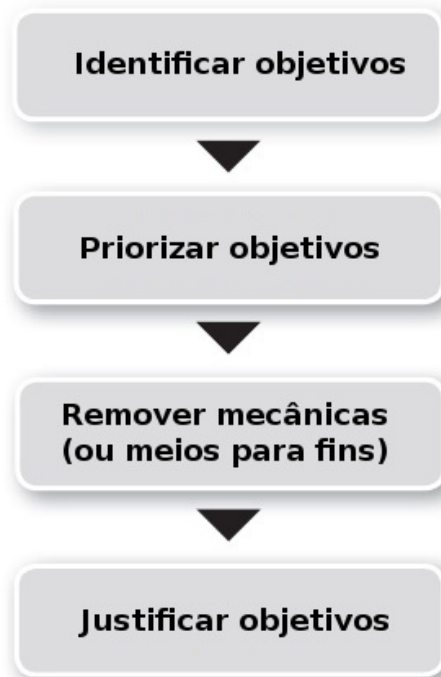 Identificar objetivos
Priorizar objetivos
Remover mecânicas
(ou meios para fins)
Justificar objetivos